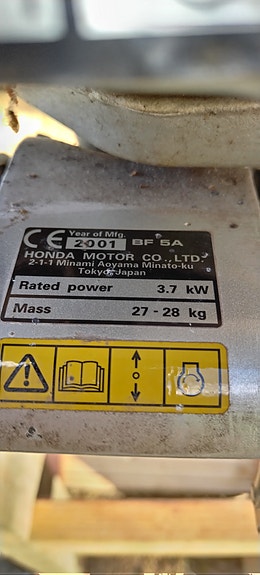 CE Year of Mfg. 2001 BF 5A
HONDA MOTOR CO., LTD.
2-1-1 Minami Aoyama Minato-ku
Tokyo Japan
Rated power 3.7 kW
Mass 27 - 28 kg